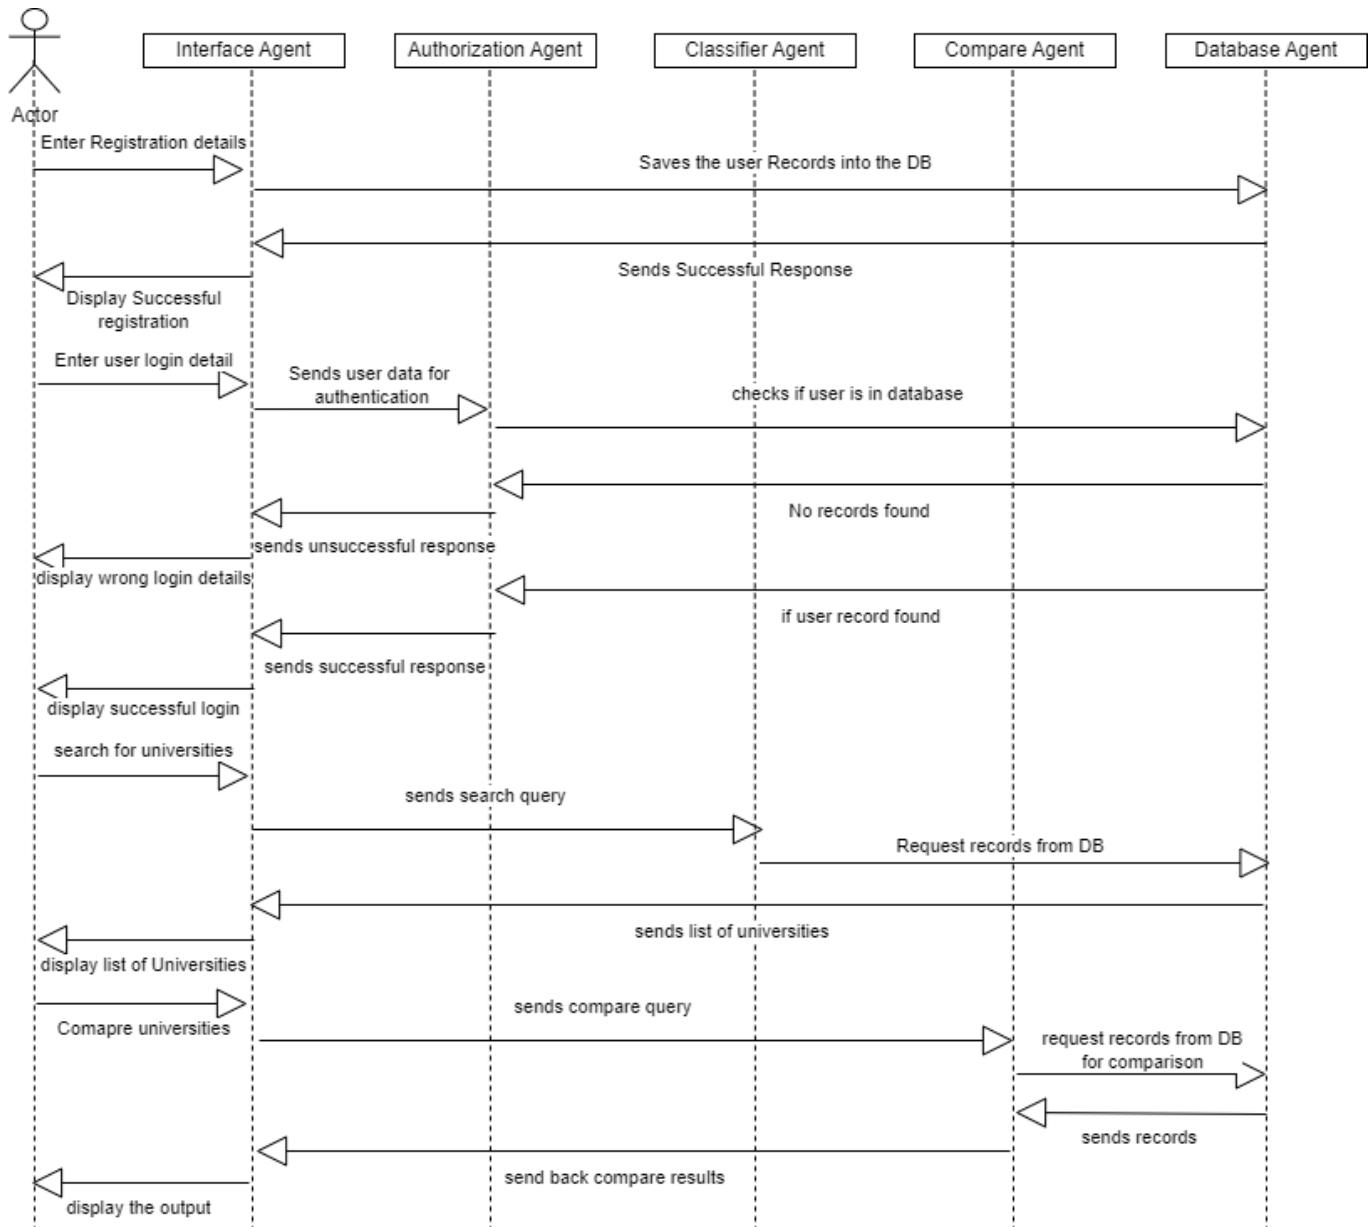 Interface Agent
Authorization Agent
Classifier Agent
Compare Agent
Database Agent
Actor
Enter Registration details
Saves the user Records into the DB
Sends Successful Response
Display Successful
registration
Enter user login detail
Sends user data for
authentication
checks if user is in database
No records found
sends unsuccessful response
display wrong login details
if user record found
sends successful response
display successful login
search for universities
sends search query
Request records from DB
sends list of universities
display list of Universities
Comapre universities
sends compare query
request records from DB
for comparison
sends records
send back compare results
display the output